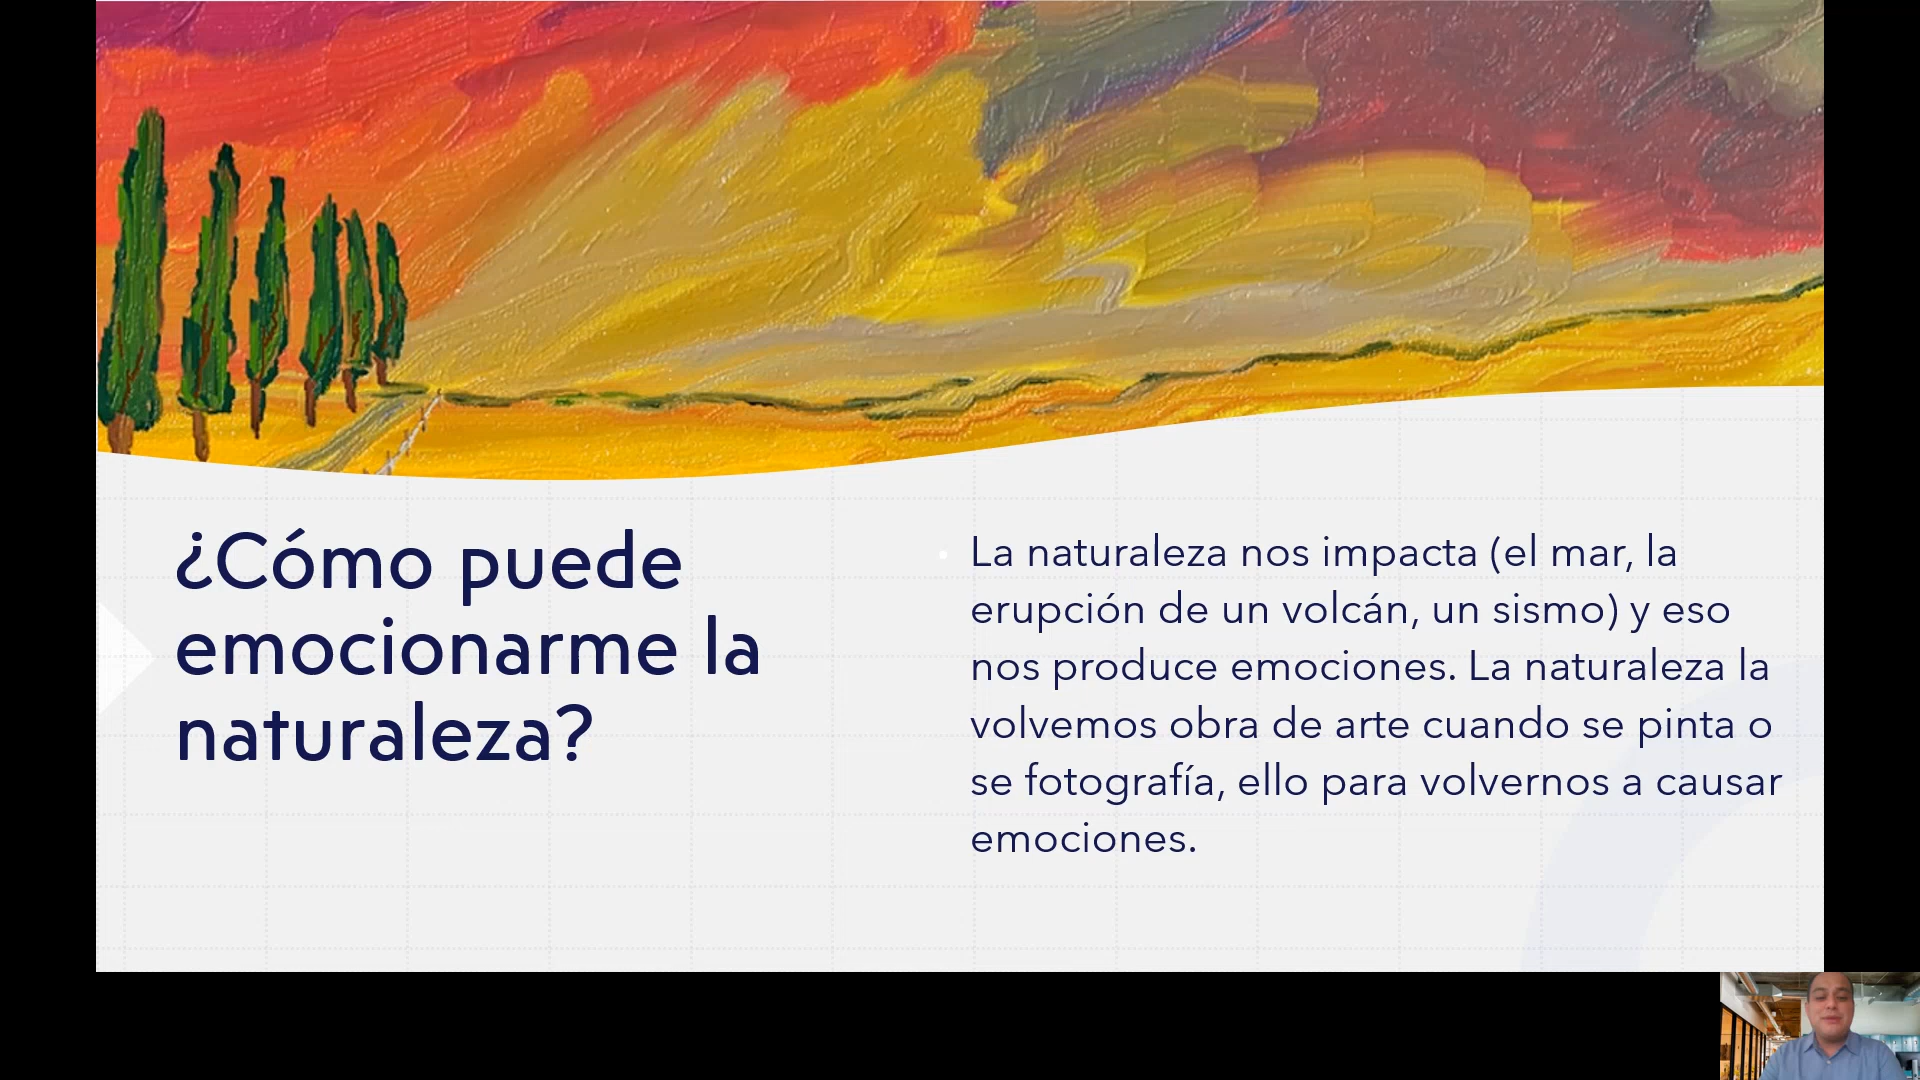 ¿Cómo puede
emocionarme la
naturaleza?
La naturaleza nos impacta (el mar, la
erupción de un volcán, un sismo) y eso
nos produce emociones. La naturaleza la
volvemos obra de arte cuando se pinta o
se fotografía, ello para volvernos a causar
emociones.